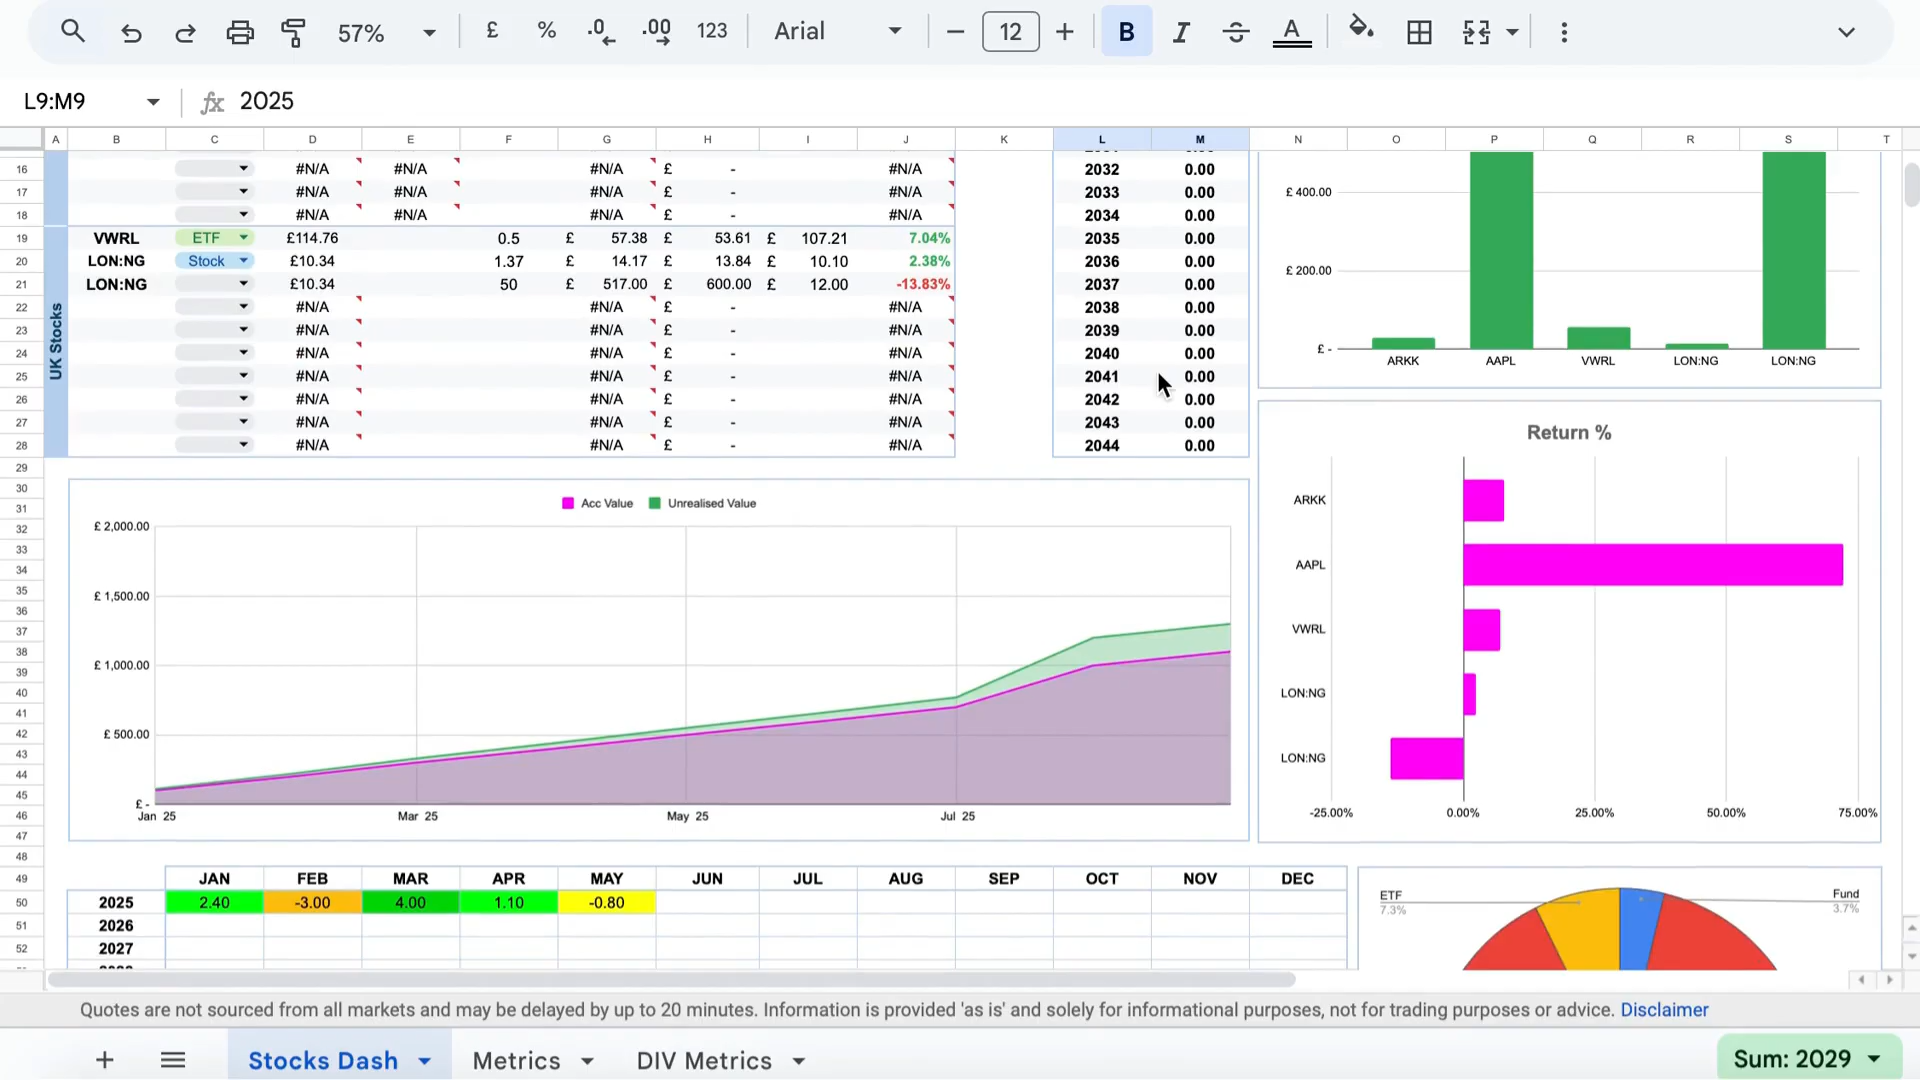 57% £ % .0 .00 123 Arial 12 B I S A
L9:M9 fx 2025
A B C D E F G H I J K L M N O P Q R S T
16 #N/A #N/A #N/A £ - #N/A 2032 0.00
17 #N/A #N/A #N/A £ - #N/A 2033 0.00
18 #N/A #N/A #N/A £ - #N/A 2034 0.00
19 VWRL ETF £114.76 0.5 £ 57.38 £ 53.61 £ 107.21 7.04% 2035 0.00
20 LON:NG Stock £10.34 1.37 £ 14.17 £ 13.84 £ 10.10 2.38% 2036 0.00
21 LON:NG £10.34 50 £ 517.00 £ 600.00 £ 12.00 -13.83% 2037 0.00
22 #N/A #N/A £ - #N/A 2038 0.00
23 #N/A #N/A £ - #N/A 2039 0.00
24 #N/A #N/A £ - #N/A 2040 0.00
25 #N/A #N/A £ - #N/A 2041 0.00
26 #N/A #N/A £ - #N/A 2042 0.00
27 #N/A #N/A £ - #N/A 2043 0.00
28 #N/A #N/A £ - #N/A 2044 0.00
UK Stocks
£ 400.00
£ 200.00
£ -
ARKK AAPL VWRL LON:NG LON:NG
29
30
31
32
33
34
35
36
37
38
39
40
41
42
43
44
45
46
47
48
Acc Value Unrealised Value
£ 2,000.00
£ 1,500.00
£ 1,000.00
£ 500.00
£ -
Jan 25 Mar 25 May 25 Jul 25
Return %
ARKK
AAPL
VWRL
LON:NG
LON:NG
-25.00% 0.00% 25.00% 50.00% 75.00%
49 JAN FEB MAR APR MAY JUN JUL AUG SEP OCT NOV DEC
50 2025 2.40 -3.00 4.00 1.10 -0.80
51 2026
52 2027
ETF
7.3%
Fund
3.7%
Quotes are not sourced from all markets and may be delayed by up to 20 minutes. Information is provided 'as is' and solely for informational purposes, not for trading purposes or advice. Disclaimer
Stocks Dash Metrics DIV Metrics Sum: 2029